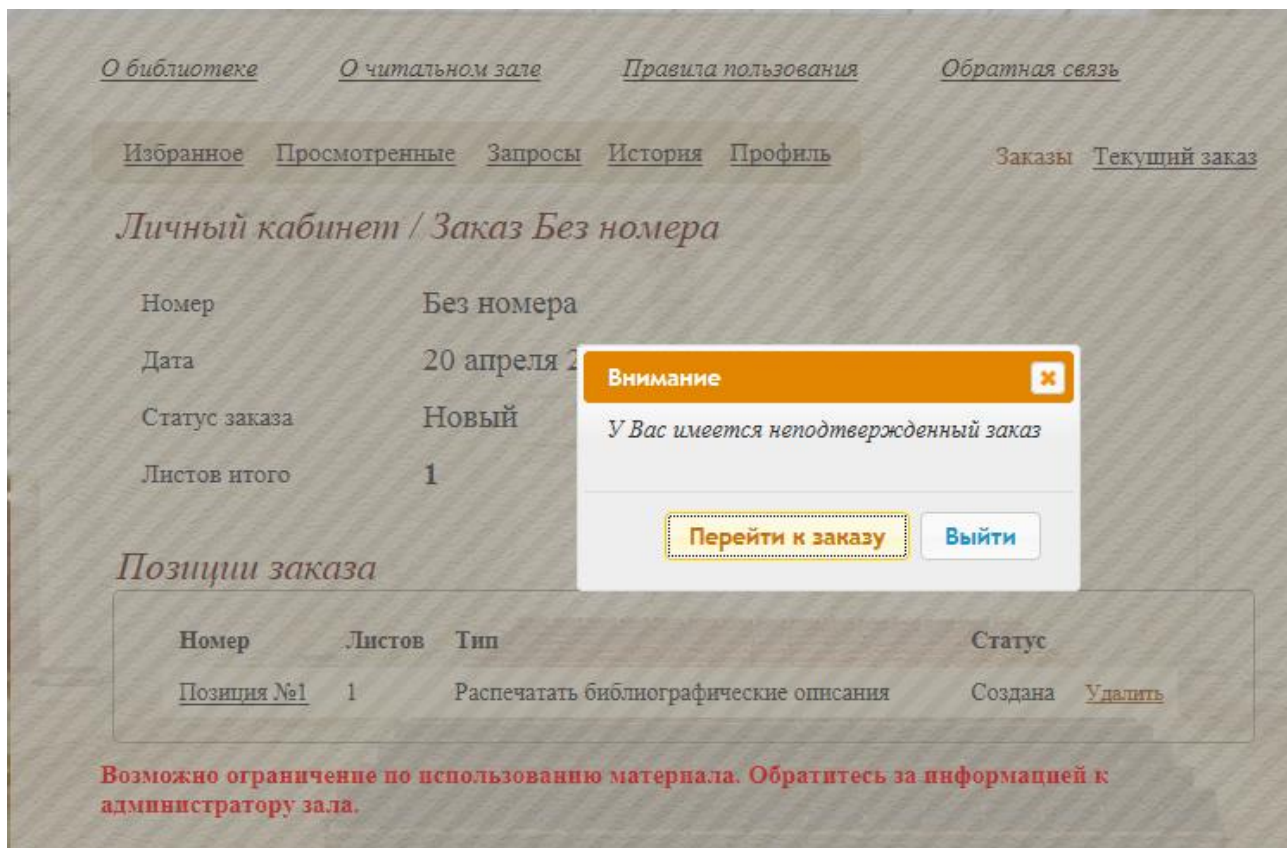 О библиотеке О читальном зале Правила пользования Обратная связь
Избранное Просмотренные Запросы История Профиль Заказы Текущий заказ
Личный кабинет / Заказ Без номера
Номер Без номера
Дата 20 апреля 2
Статус заказа Новый
Листов итого 1
Внимание
У Вас имеется неподтвержденный заказ
Перейти к заказу Выйти
Позиции заказа
Номер Листов Тип Статус
Позиция №1 1 Распечатать библиографические описания Создана Удалить
Возможно ограничение по использованию материала. Обратитесь за информацией к
администратору зала.